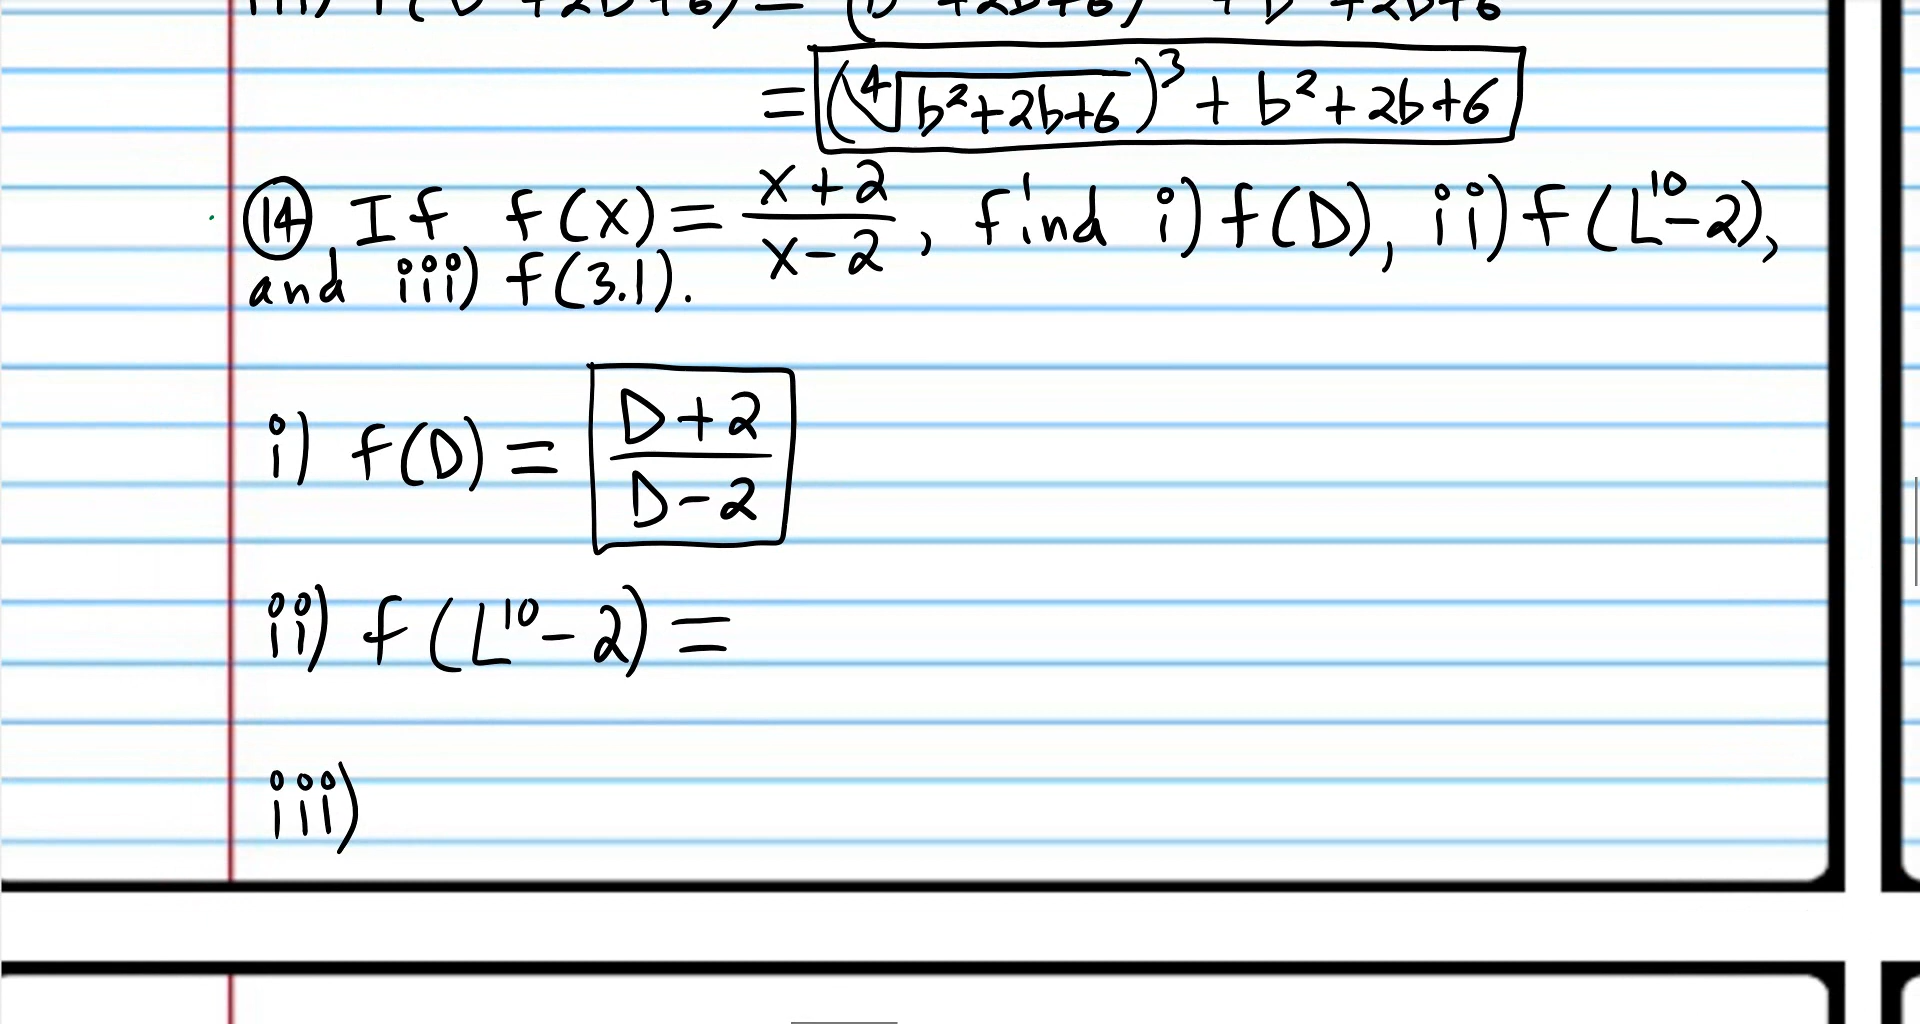 = (∜(b²+2b+6))³ + b²+2b+6
⑭ If f(x) = (x+2)/(x-2), find i) f(D), ii) f(L¹⁰-2),
and iii) f(3.1).
i) f(D) = (D+2)/(D-2)
ii) f(L¹⁰-2) =
iii)